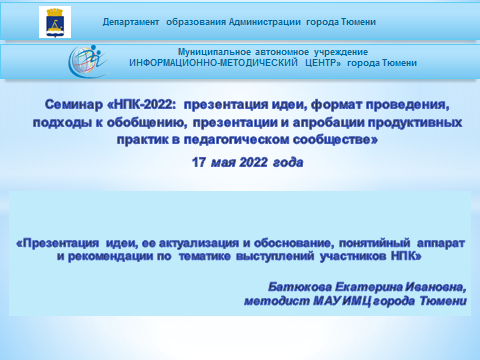 Департамент образования Администрации города Тюмени
Муниципальное автономное учреждение
ИНФОРМАЦИОННО-МЕТОДИЧЕСКИЙ ЦЕНТР» города Тюмени
Семинар «НПК-2022: презентация идеи, формат проведения,
подходы к обобщению, презентации и апробации продуктивных
практик в педагогическом сообществе»
17 мая 2022 года
«Презентация идеи, ее актуализация и обоснование, понятийный аппарат
и рекомендации по тематике выступлений участников НПК»
Батюкова Екатерина Ивановна,
методист МАУ ИМЦ города Тюмени